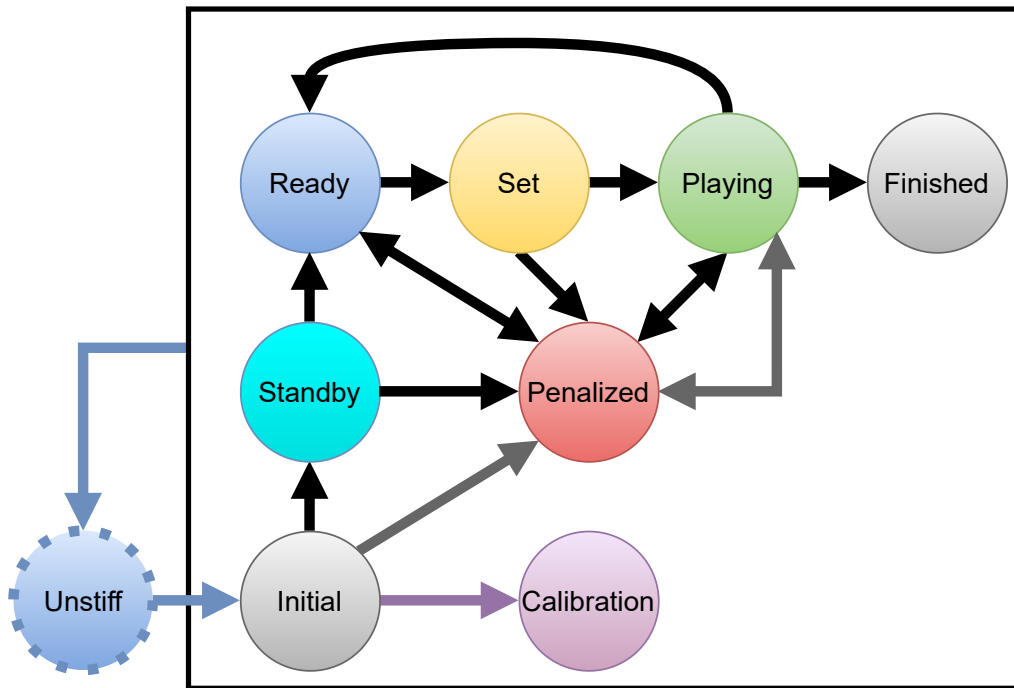 Ready
Set
Playing
Finished
Standby
Penalized
Unstiff
Initial
Calibration